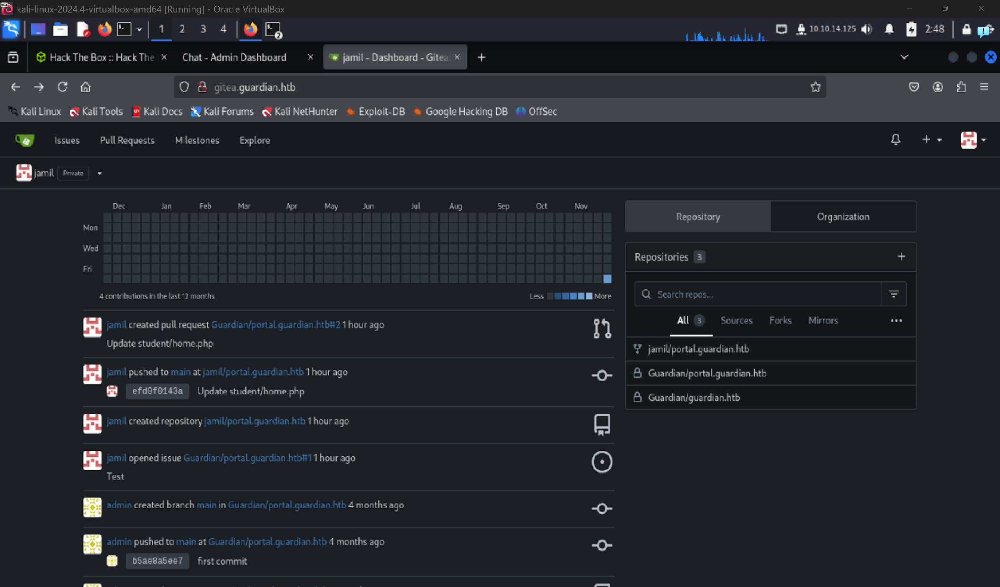 kali-linux-2024.4-virtualbox-amd64 [Running] - Oracle VirtualBox
1 2 3 4 2 10.10.14.125 2:48
Hack The Box :: Hack The
Chat - Admin Dashboard
jamil - Dashboard - Gitea:
gitea.guardian.htb
Kali Linux Kali Tools Kali Docs Kali Forums Kali NetHunter Exploit-DB Google Hacking DB OffSec
Issues Pull Requests Milestones Explore
jamil Private
Dec Jan Feb Mar Apr May Jun Jul Aug Sep Oct Nov
Mon
Wed
Fri
4 contributions in the last 12 months
Less More
jamil created pull request Guardian/portal.guardian.htb#2 1 hour ago
Update student/home.php
jamil pushed to main at jamil/portal.guardian.htb 1 hour ago
efd0f0143a Update student/home.php
jamil created repository jamil/portal.guardian.htb 1 hour ago
jamil opened issue Guardian/portal.guardian.htb#1 1 hour ago
Test
admin created branch main in Guardian/portal.guardian.htb 4 months ago
admin pushed to main at Guardian/portal.guardian.htb 4 months ago
b5ae8a5ee7 first commit
Repository Organization
Repositories 3
Search repos...
All 3 Sources Forks Mirrors
jamil/portal.guardian.htb
Guardian/portal.guardian.htb
Guardian/guardian.htb